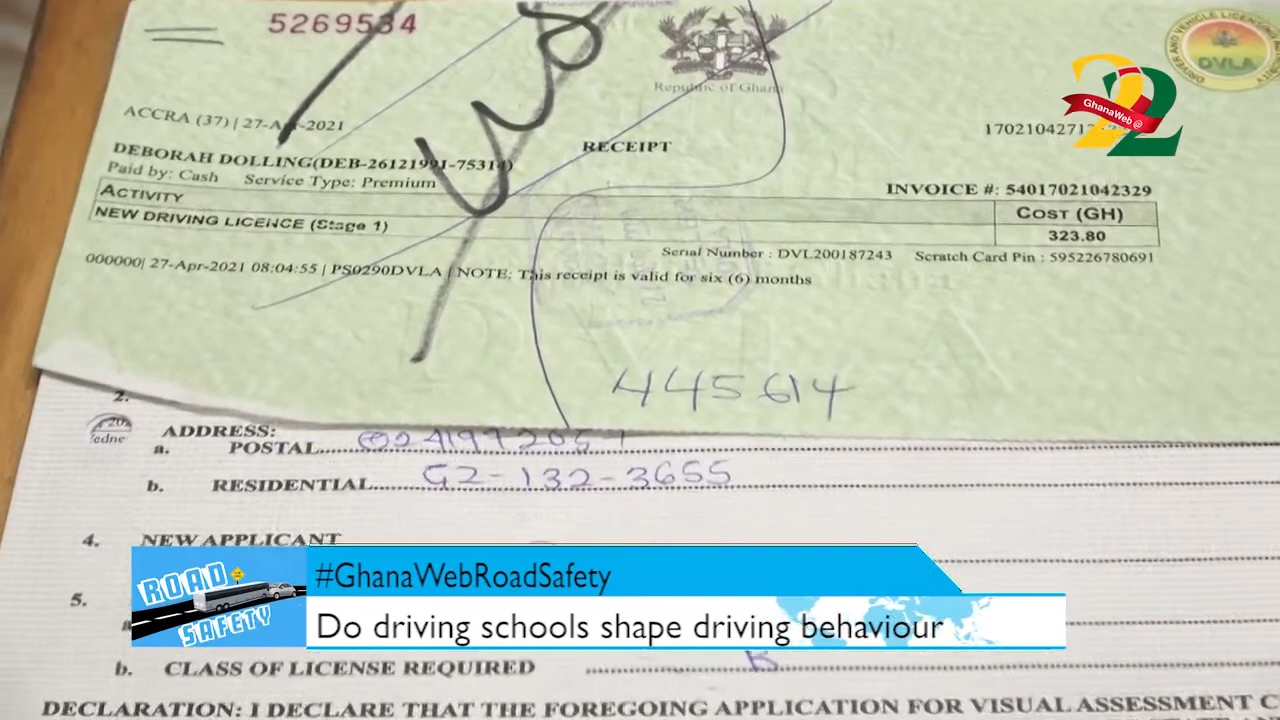 5269534
Republic of Ghana
DVLA
GhanaWeb @
22
ACCRA (37) | 27-Apr-2021
RECEIPT
DEBORAH DOLLING(DEB-26121991-75314)
Paid by: Cash Service Type: Premium
INVOICE #: 54017021042329
ACTIVITY
COST (GH)
NEW DRIVING LICENCE (Stage 1)
323.80
Serial Number : DVL200187243 Scratch Card Pin : 595226780691
000000| 27-Apr-2021 08:04:55 | PS0290DVLA | NOTE: This receipt is valid for six (6) months
445614
2.
ADDRESS:
a. POSTAL
b. RESIDENTIAL G2-132-3655
4. NEW APPLICANT
5.
ROAD SAFETY
#GhanaWebRoadSafety
Do driving schools shape driving behaviour
b. CLASS OF LICENSE REQUIRED B
DECLARATION: I DECLARE THAT THE FOREGOING APPLICATION FOR VISUAL ASSESSMENT